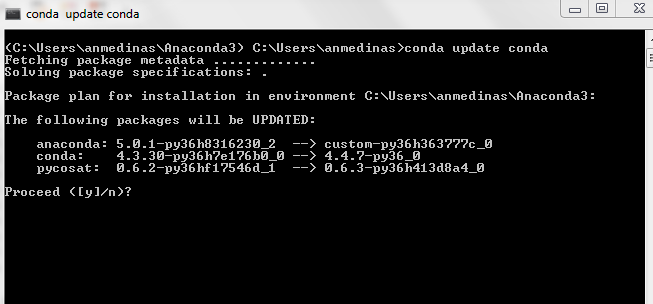 conda  update conda
(C:\Users\anmedinas\Anaconda3) C:\Users\anmedinas>conda update conda
Fetching package metadata .............
Solving package specifications: .
Package plan for installation in environment C:\Users\anmedinas\Anaconda3:
The following packages will be UPDATED:
anaconda: 5.0.1-py36h8316230_2  --> custom-py36h363777c_0
conda:    4.3.30-py36h7e176b0_0 --> 4.4.7-py36_0
pycosat:  0.6.2-py36hf17546d_1  --> 0.6.3-py36h413d8a4_0
Proceed ([y]/n)?